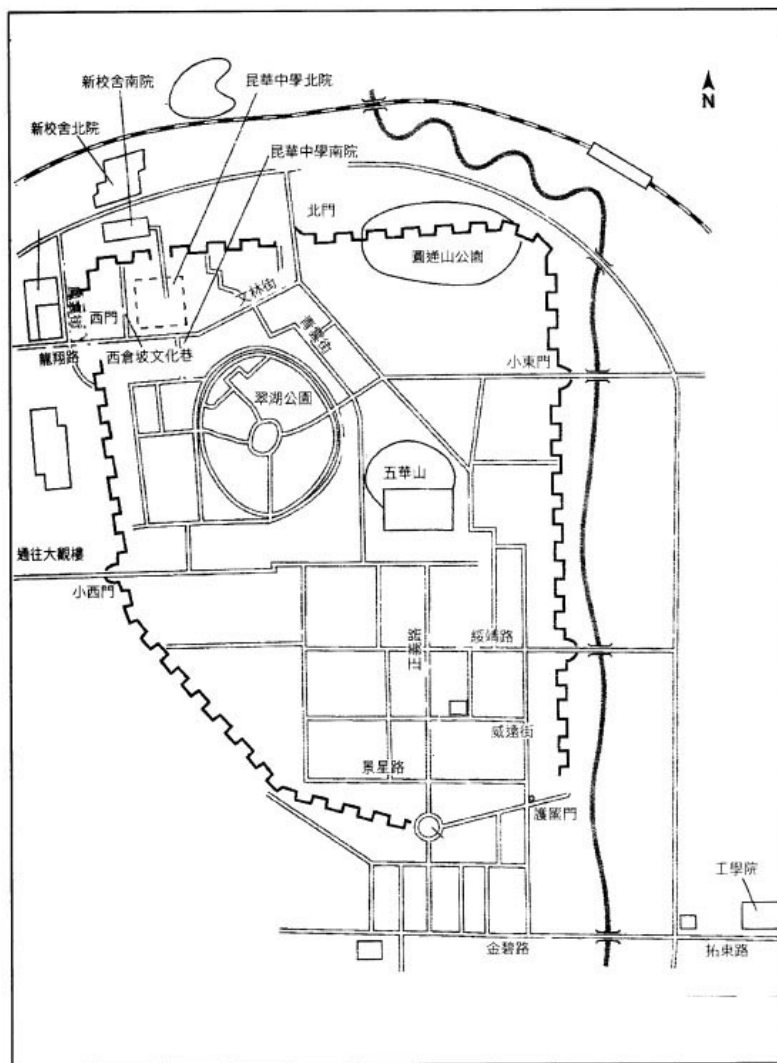 N
新校舍南院
昆華中學北院
新校舍北院
昆華中學南院
北門
圓通山公園
文林街
西門
青雲街
龍翔路
西倉坡文化巷
小東門
翠湖公園
五華山
通往大觀樓
小西門
正義路
綏靖路
威遠街
景星路
護國門
工學院
金碧路
拓東路